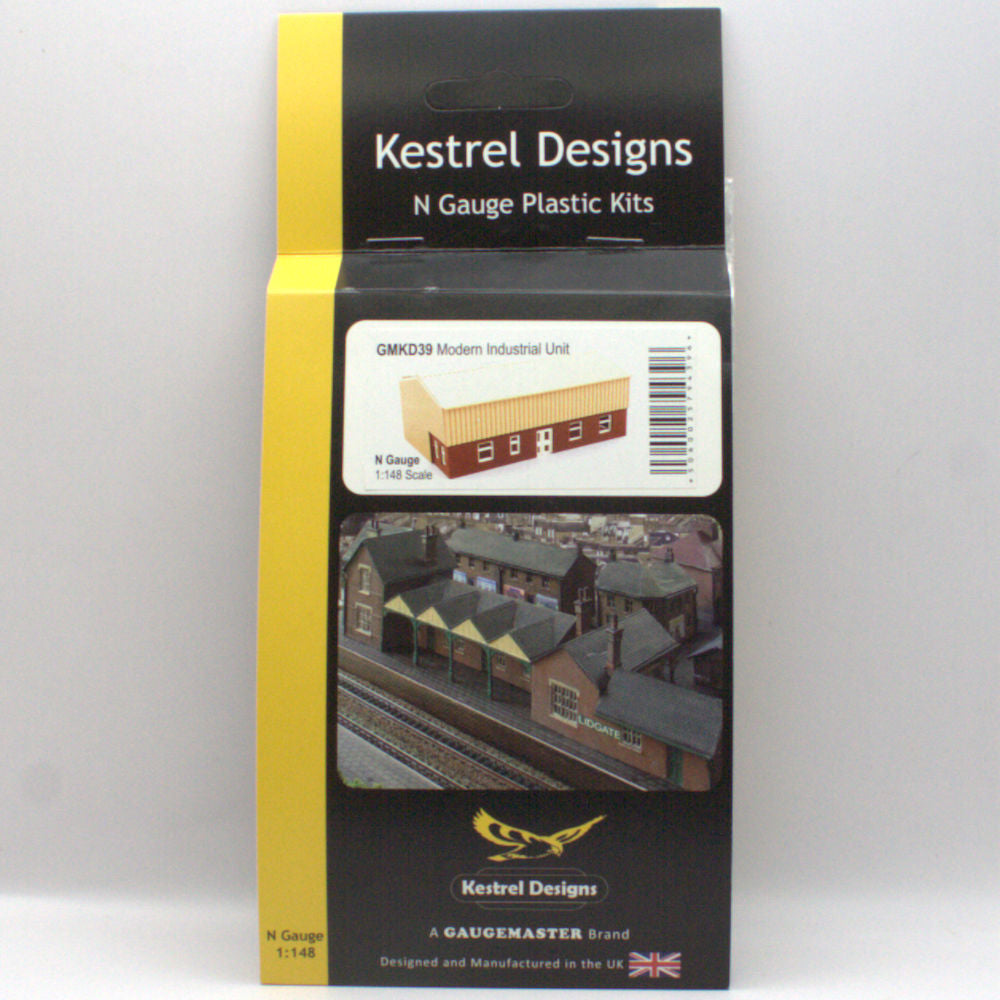 Kestrel Designs
N Gauge Plastic Kits
GMKD39 Modern Industrial Unit
N Gauge
1:148 Scale
LIDGATE
Kestrel Designs
A GAUGEMASTER Brand
Designed and Manufactured in the UK
N Gauge
1:148